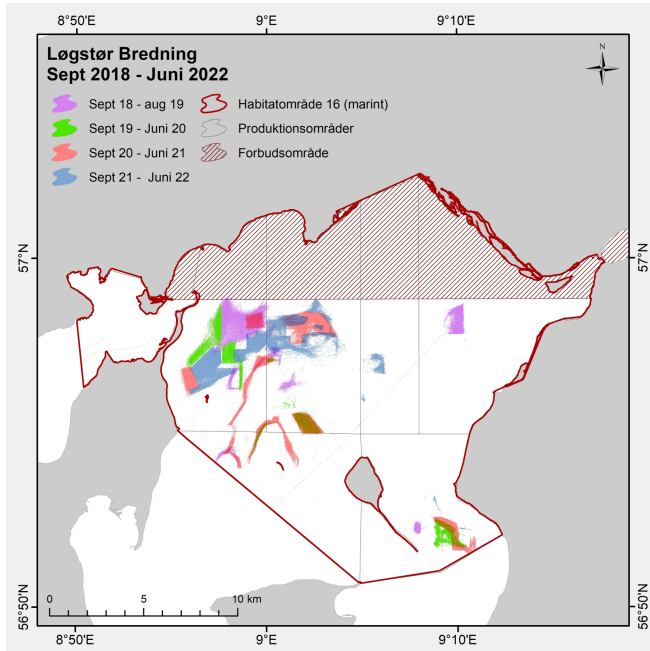 8°50'E 9°E 9°10'E
Løgstør Bredning
Sept 2018 - Juni 2022
N
Sept 18 - aug 19
Sept 19 - Juni 20
Sept 20 - Juni 21
Sept 21 - Juni 22
Habitatområde 16 (marint)
Produktionsområder
Forbudsområde
57°N 57°N
0 5 10 km
56°50'N 56°50'N
8°50'E 9°E 9°10'E